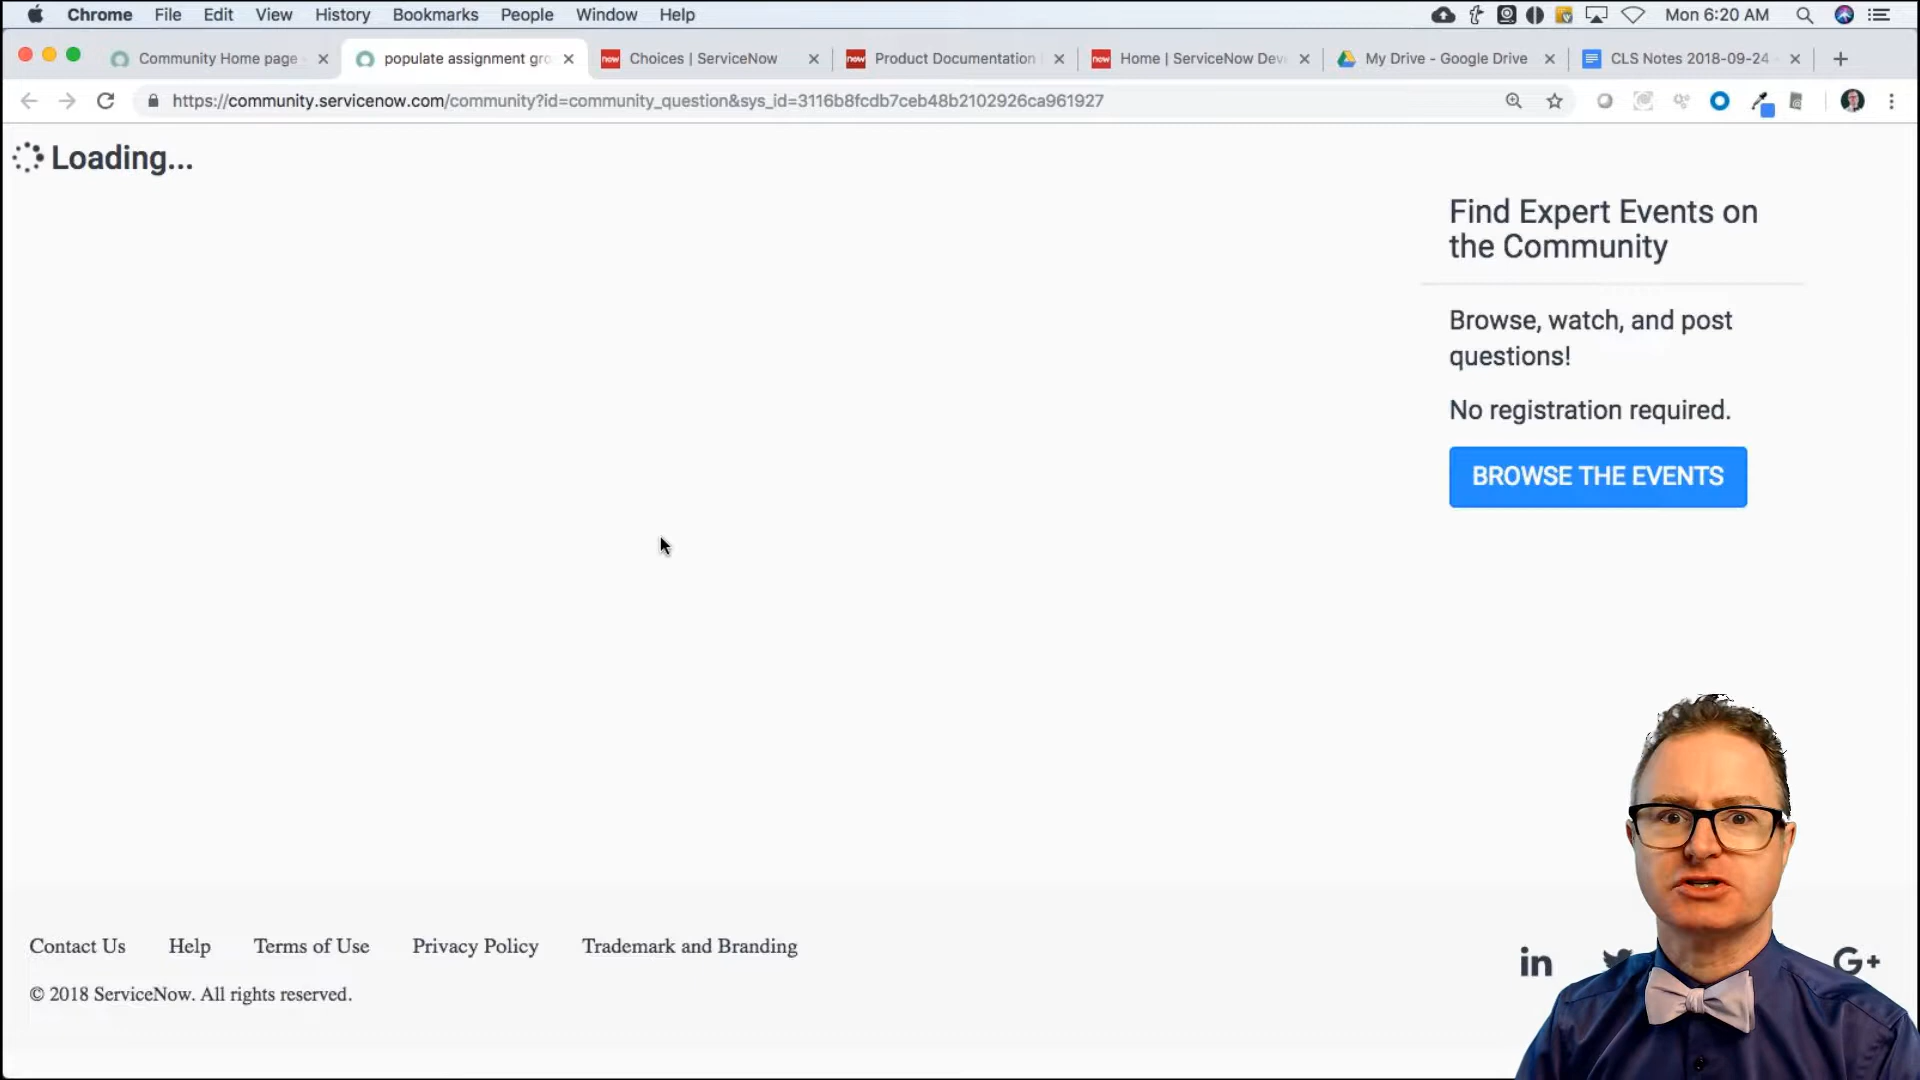 Chrome File Edit View History Bookmarks People Window Help Mon 6:20 AM
Community Home page populate assignment gro Choices | ServiceNow Product Documentation Home | ServiceNow Dev My Drive - Google Drive CLS Notes 2018-09-24
https://community.servicenow.com/community?id=community_question&sys_id=3116b8fcdb7ceb48b2102926ca961927
Loading...
Find Expert Events on
the Community
Browse, watch, and post
questions!
No registration required.
BROWSE THE EVENTS
Contact Us Help Terms of Use Privacy Policy Trademark and Branding
in G+
© 2018 ServiceNow. All rights reserved.